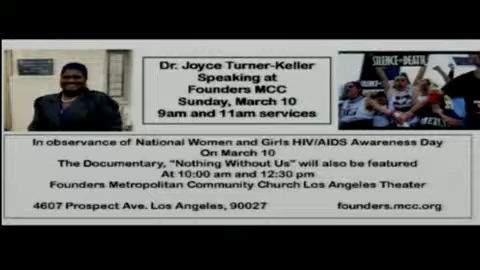 Dr. Joyce Turner-Keller
Speaking at
Founders MCC
Sunday, March 10
9am and 11am services
SILENCE=DEATH
In observance of National Women and Girls HIV/AIDS Awareness Day
On March 10
The Documentary, "Nothing Without Us" will also be featured
At 10:00 am and 12:30 pm
Founders Metropolitan Community Church Los Angeles Theater
4607 Prospect Ave. Los Angeles, 90027 founders.mcc.org